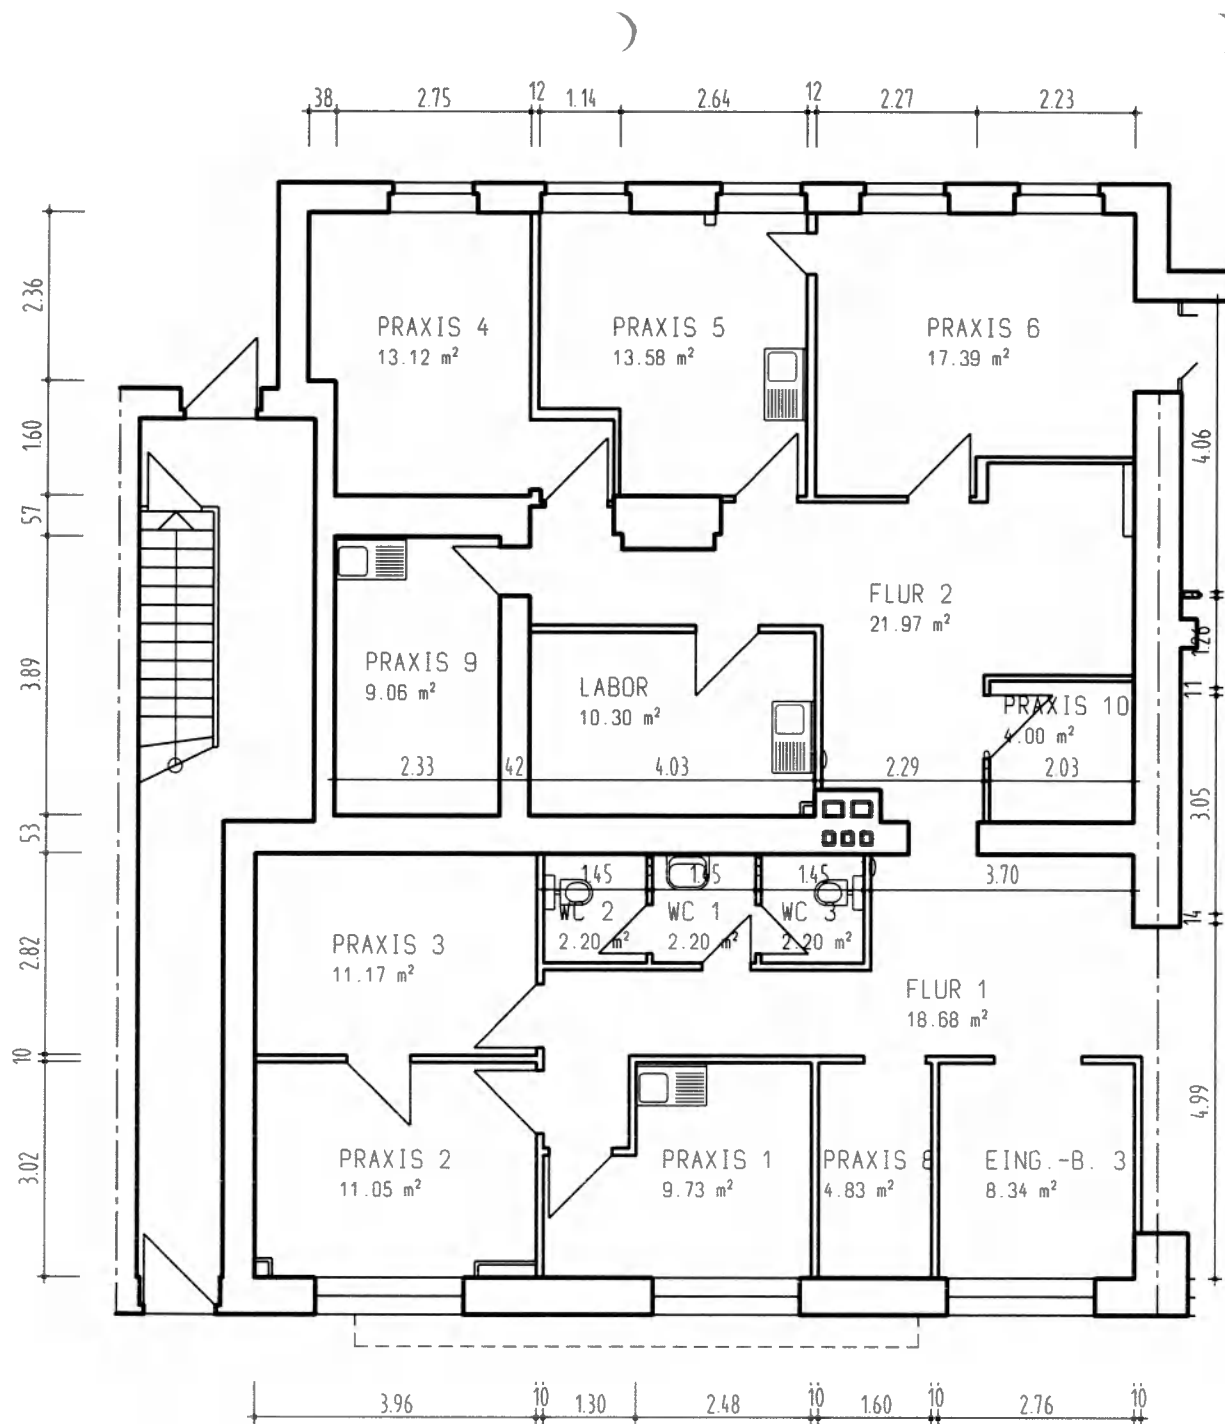 38 2.75 12 1.14 2.64 12 2.27 2.23
2.36
1.60
57
3.89
53
2.82
10
3.02
PRAXIS 4
13.12 m²
PRAXIS 5
13.58 m²
PRAXIS 6
17.39 m²
4.06
FLUR 2
21.97 m²
1.26
11
PRAXIS 9
9.06 m²
LABOR
10.30 m²
PRAXIS 10
4.00 m²
2.33 42 4.03 2.29 2.03
3.05
1.45 1.45 1.45 3.70
14
WC 2
2.20 m²
WC 1
2.20 m²
WC 3
2.20 m²
PRAXIS 3
11.17 m²
FLUR 1
18.68 m²
4.99
PRAXIS 2
11.05 m²
PRAXIS 1
9.73 m²
PRAXIS 8
4.83 m²
EING.-B. 3
8.34 m²
3.96 10 1.30 2.48 10 1.60 10 2.76 10